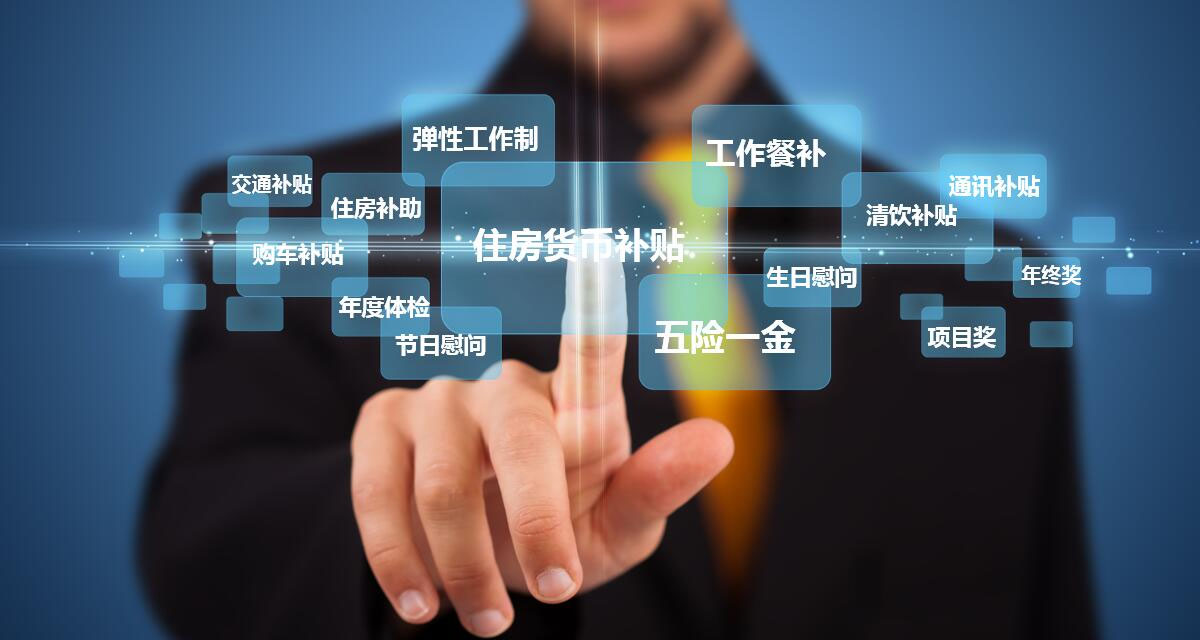 弹性工作制
工作餐补
交通补贴
住房补助
通讯补贴
清饮补贴
购车补贴
住房货币补贴
生日慰问
年终奖
年度体检
节日慰问
五险一金
项目奖